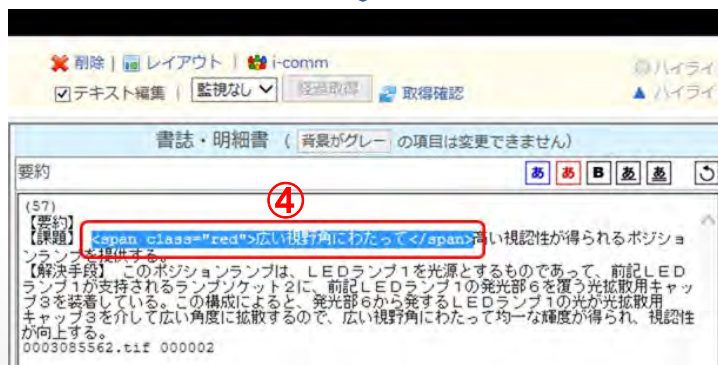 削除 | レイアウト | i-comm
ハイライ
テキスト編集 | 監視なし 経過取得 取得確認
ハイライ
書誌・明細書 ( 背景がグレー の項目は変更できません)
要約
あ あ B あ あ
④
(57)
【要約】
【課題】 <span class="red">広い視野角にわたって</span>高い視認性が得られるポジショ
ンランプを提供する。
【解決手段】 このポジションランプは、LEDランプ1を光源とするものであって、前記LED
ランプ1が支持されるランプソケット2に、前記LEDランプ1の発光部6を覆う光拡散用キャッ
プ3を装着している。この構成によると、発光部6から発するLEDランプ1の光が光拡散用
キャップ3を介して広い角度に拡散するので、広い視野角にわたって均一な輝度が得られ、視認性
が向上する。
0003085562.tif 000002